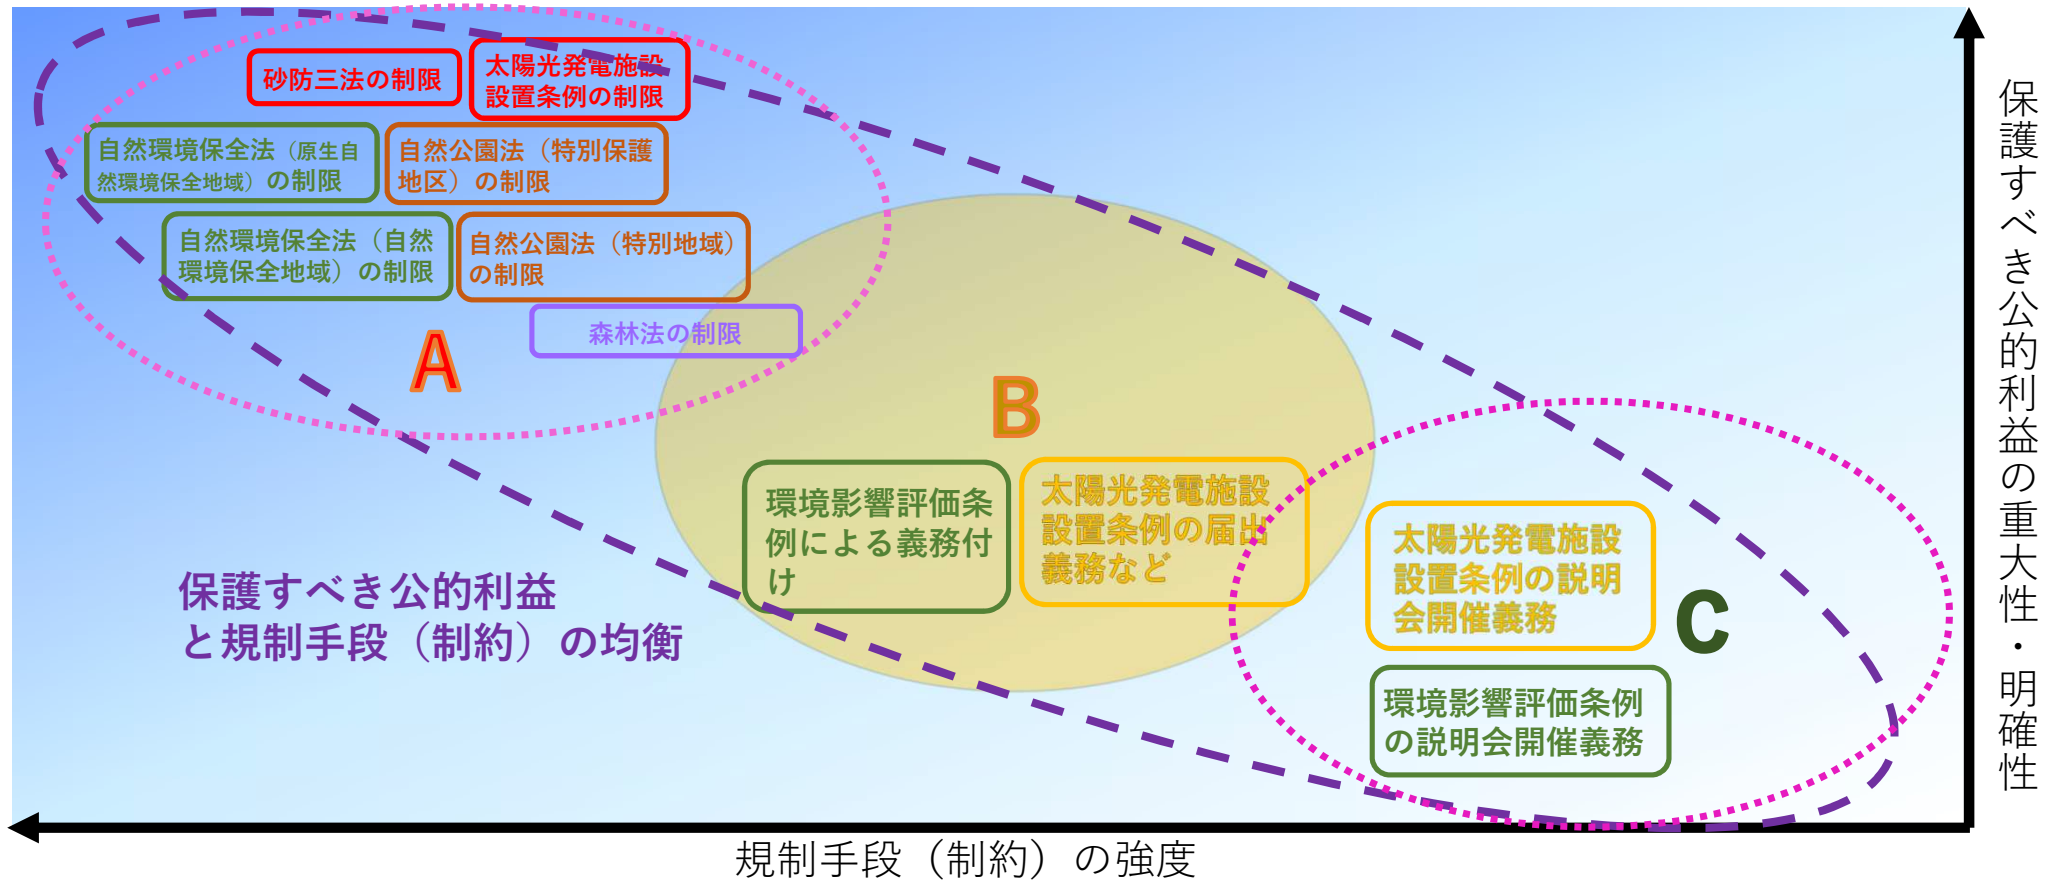 砂防三法の制限
太陽光発電施設
設置条例の制限
自然環境保全法（原生自
然環境保全地域）の制限
自然公園法（特別保護
地区）の制限
自然環境保全法（自然
環境保全地域）の制限
自然公園法（特別地域）
の制限
森林法の制限
A
B
環境影響評価条
例による義務付
け
太陽光発電施設
設置条例の届出
義務など
太陽光発電施設
設置条例の説明
会開催義務
C
環境影響評価条例
の説明会開催義務
保護すべき公的利益
と規制手段（制約）の均衡
規制手段（制約）の強度
保護すべき公的利益の重大性・明確性